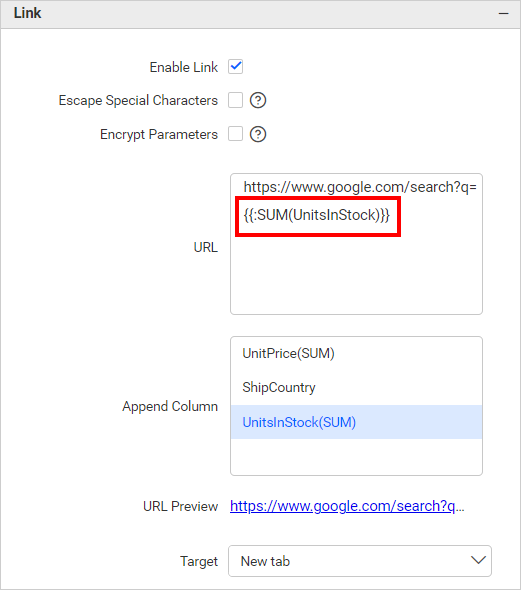 Link
Enable Link
Escape Special Characters ?
Encrypt Parameters ?
URL
https://www.google.com/search?q=
{{:SUM(UnitsInStock)}}
Append Column
UnitPrice(SUM)
ShipCountry
UnitsInStock(SUM)
URL Preview https://www.google.com/search?q...
Target New tab